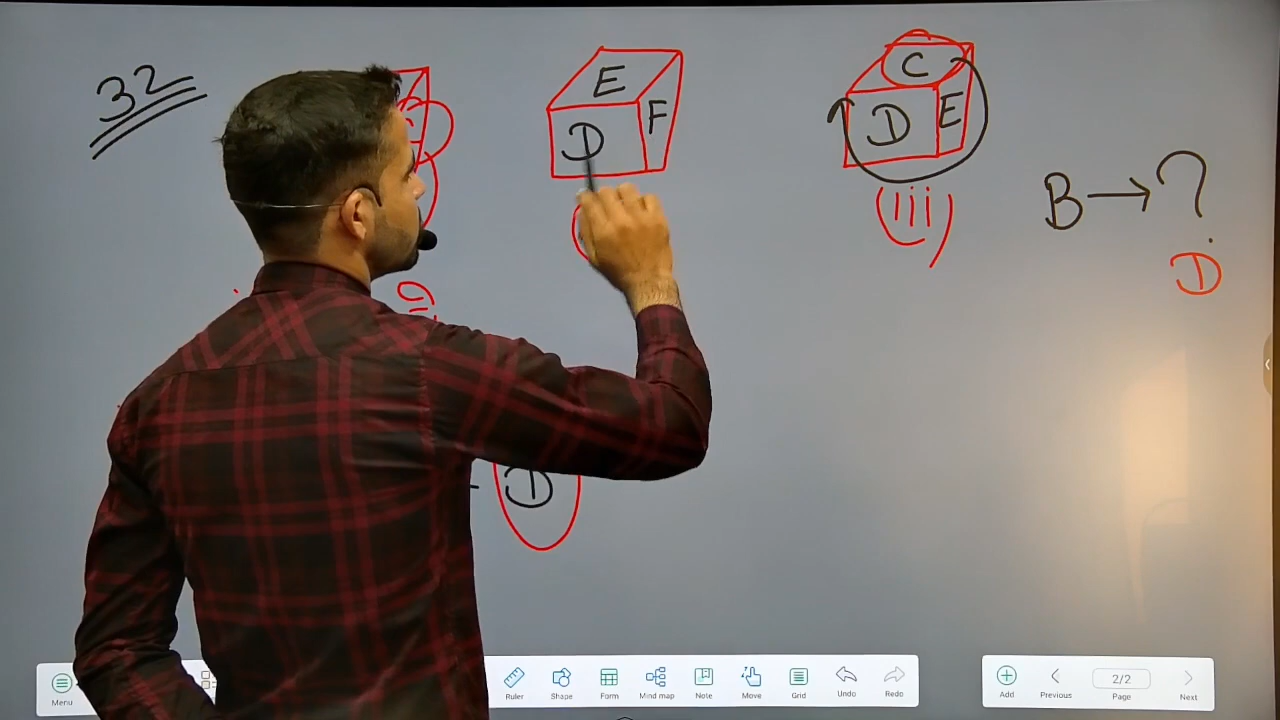 32
E
D F
C
D E
(iii)
B → ?
D
D
Menu
Ruler Shape Form Mind map Note Move Grid Undo Redo
Add Previous 2/2 Page Next